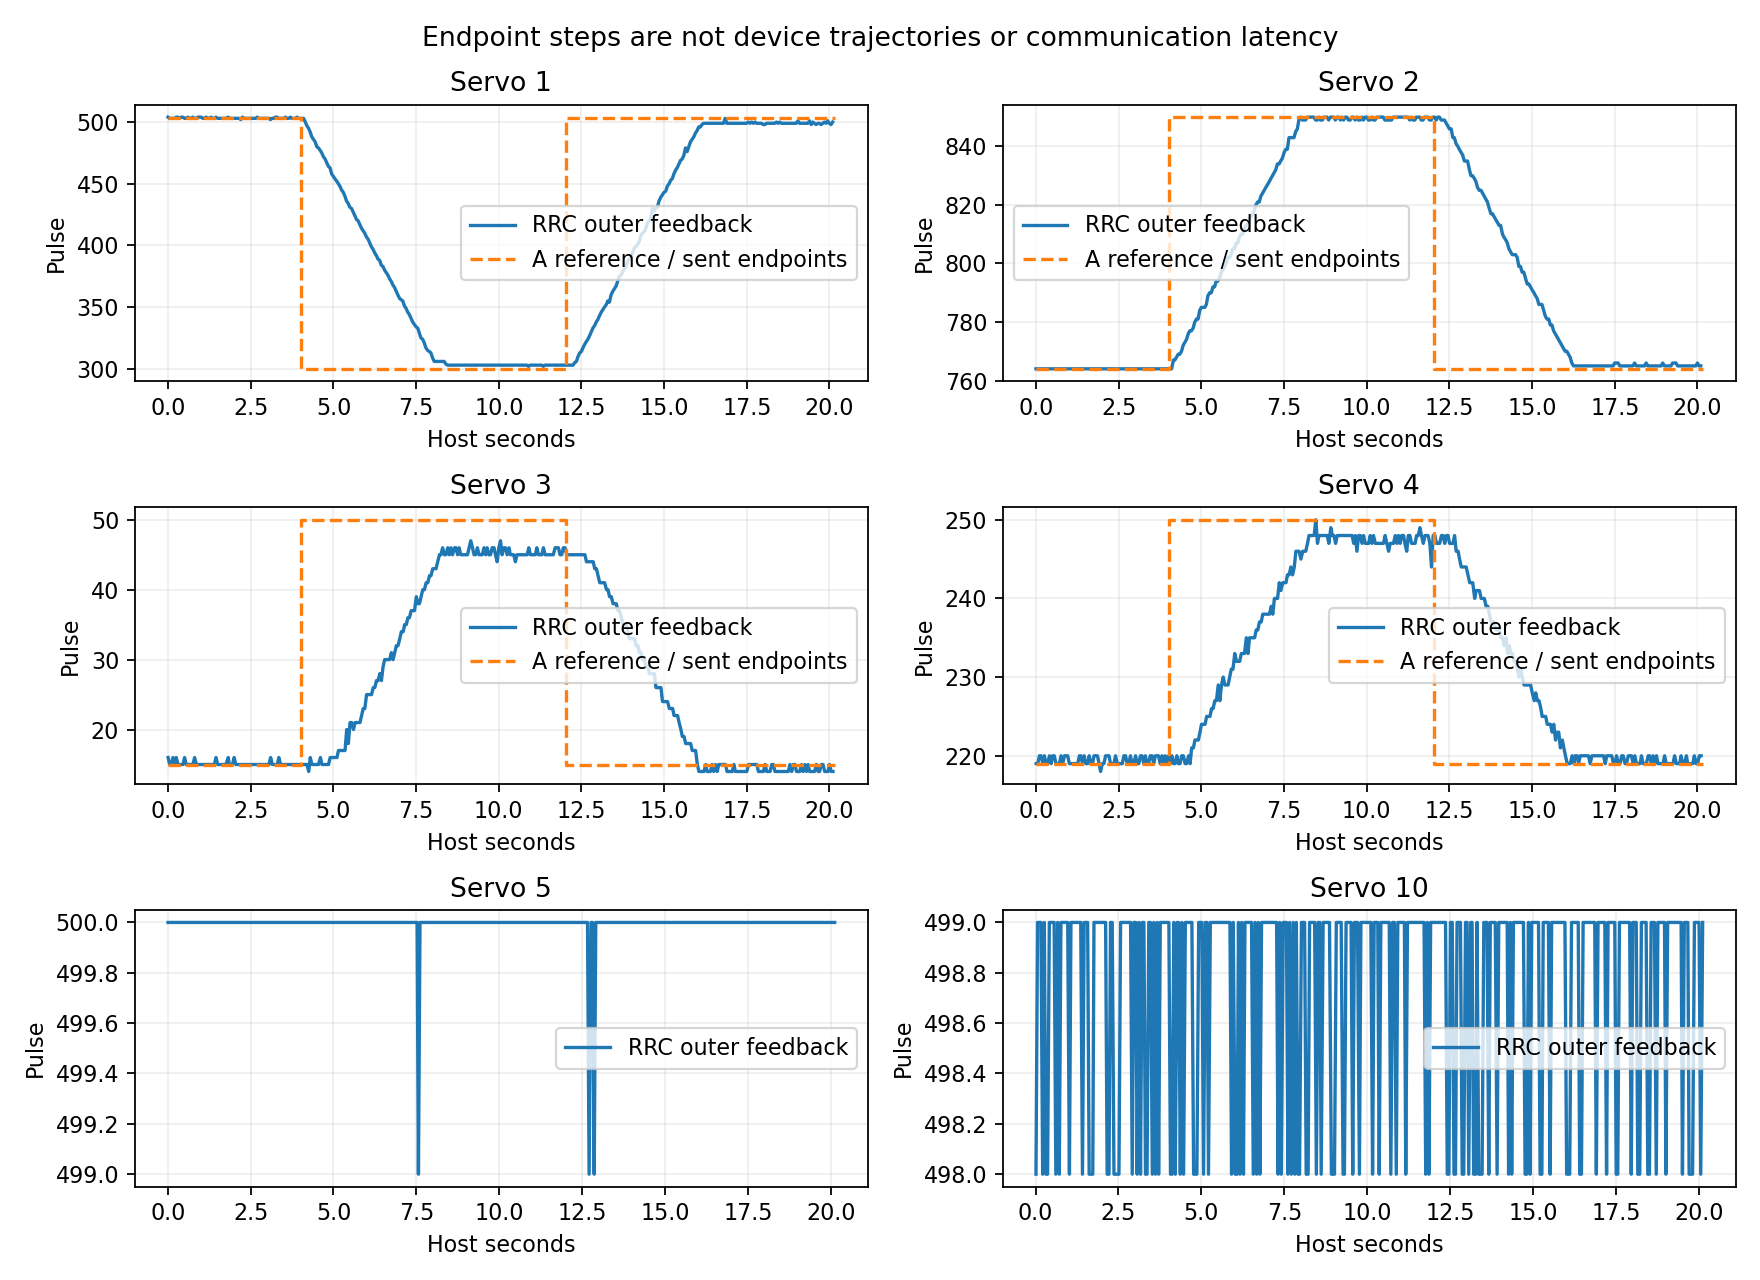 Endpoint steps are not device trajectories or communication latency
Servo 1
500
450
400
350
300
Pulse
RRC outer feedback
A reference / sent endpoints
0.0 2.5 5.0 7.5 10.0 12.5 15.0 17.5 20.0
Host seconds
Servo 2
840
820
800
780
760
Pulse
RRC outer feedback
A reference / sent endpoints
0.0 2.5 5.0 7.5 10.0 12.5 15.0 17.5 20.0
Host seconds
Servo 3
50
40
30
20
Pulse
RRC outer feedback
A reference / sent endpoints
0.0 2.5 5.0 7.5 10.0 12.5 15.0 17.5 20.0
Host seconds
Servo 4
250
240
230
220
Pulse
RRC outer feedback
A reference / sent endpoints
0.0 2.5 5.0 7.5 10.0 12.5 15.0 17.5 20.0
Host seconds
Servo 5
500.0
499.8
499.6
499.4
499.2
499.0
Pulse
RRC outer feedback
0.0 2.5 5.0 7.5 10.0 12.5 15.0 17.5 20.0
Host seconds
Servo 10
499.0
498.8
498.6
498.4
498.2
498.0
Pulse
RRC outer feedback
0.0 2.5 5.0 7.5 10.0 12.5 15.0 17.5 20.0
Host seconds